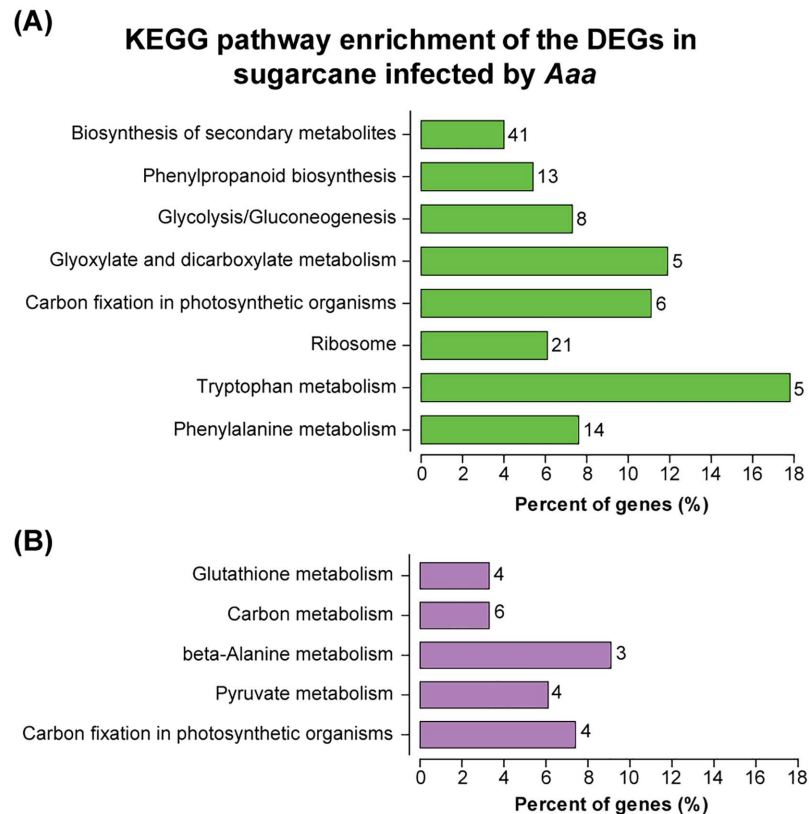 (A)
KEGG pathway enrichment of the DEGs in
sugarcane infected by Aaa
Biosynthesis of secondary metabolites 41
Phenylpropanoid biosynthesis 13
Glycolysis/Gluconeogenesis 8
Glyoxylate and dicarboxylate metabolism 5
Carbon fixation in photosynthetic organisms 6
Ribosome 21
Tryptophan metabolism 5
Phenylalanine metabolism 14
0 2 4 6 8 10 12 14 16 18
Percent of genes (%)
(B)
Glutathione metabolism 4
Carbon metabolism 6
beta-Alanine metabolism 3
Pyruvate metabolism 4
Carbon fixation in photosynthetic organisms 4
0 2 4 6 8 10 12 14 16 18
Percent of genes (%)